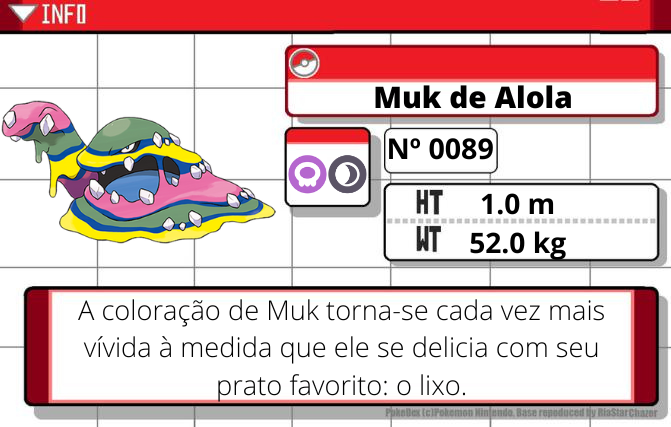 INFO
Muk de Alola
Nº 0089
HT 1.0 m
WT 52.0 kg
A coloração de Muk torna-se cada vez mais
vívida à medida que ele se delicia com seu
prato favorito: o lixo.
PokeDex (c)Pokemon Nintendo. Base reproduced by RiaStarChazer